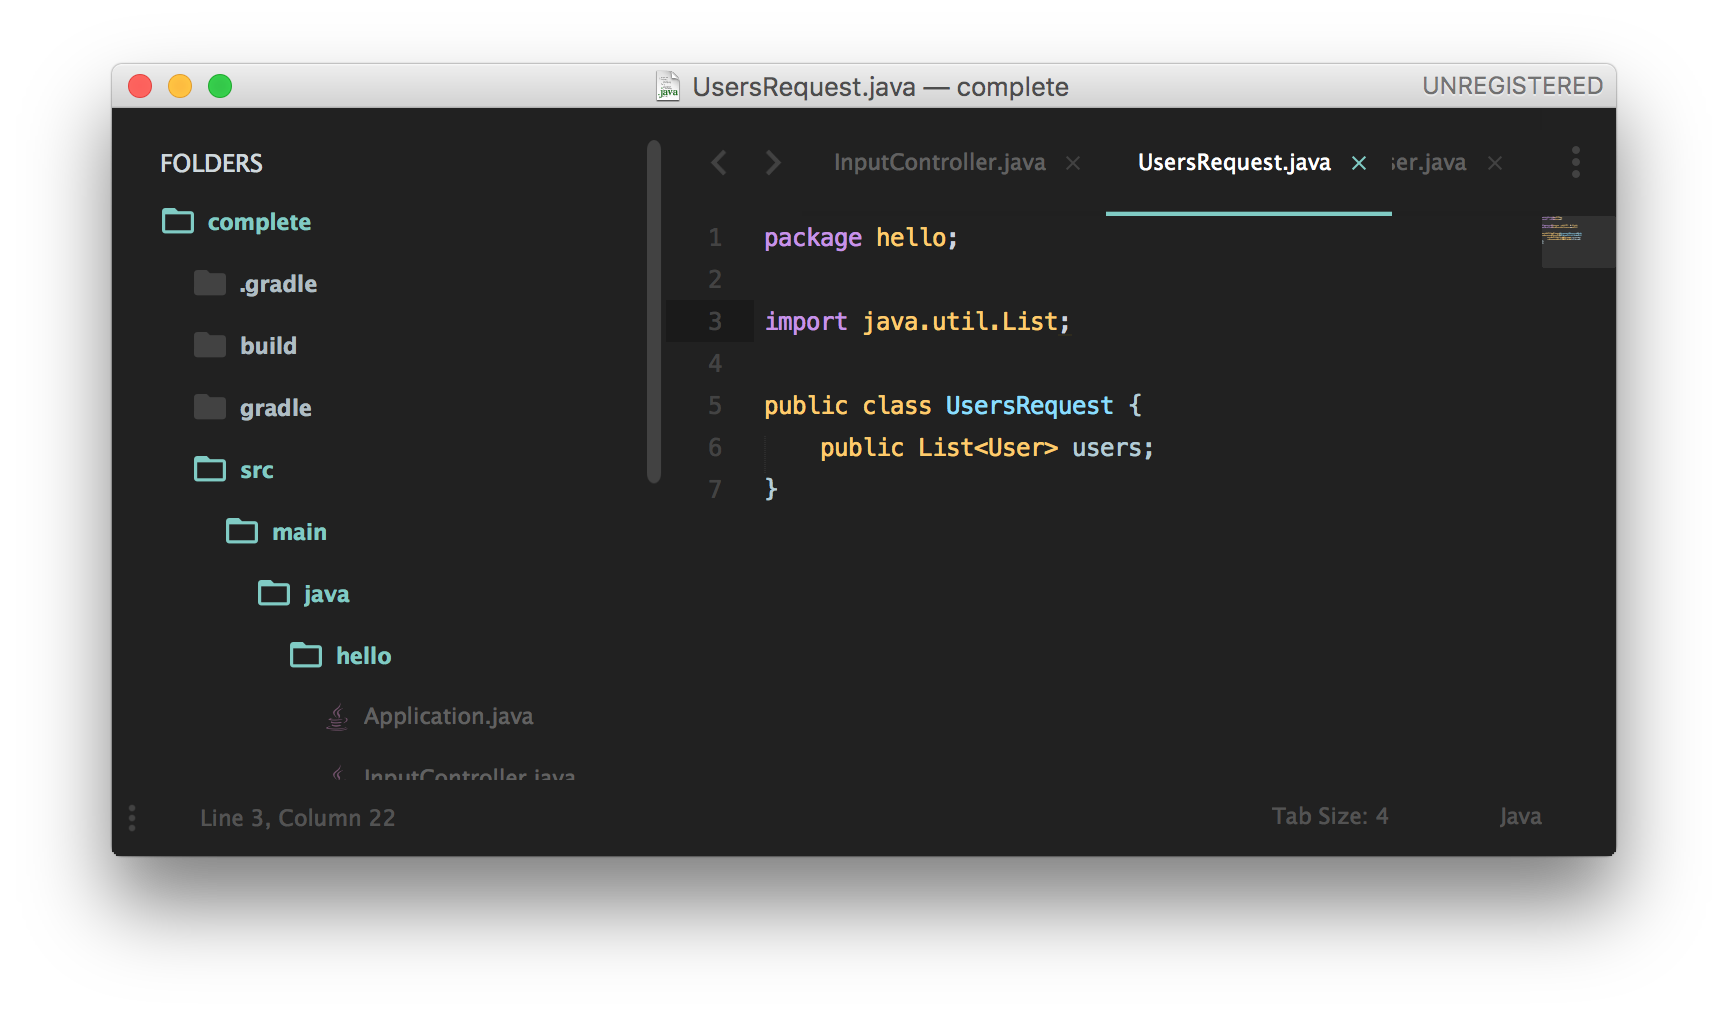 UsersRequest.java — complete
UNREGISTERED
FOLDERS
complete
.gradle
build
gradle
src
main
java
hello
Application.java
InputController.java
InputController.java × UsersRequest.java × ser.java ×
1 package hello;
2
3 import java.util.List;
4
5 public class UsersRequest {
6 public List<User> users;
7 }
Line 3, Column 22
Tab Size: 4
Java